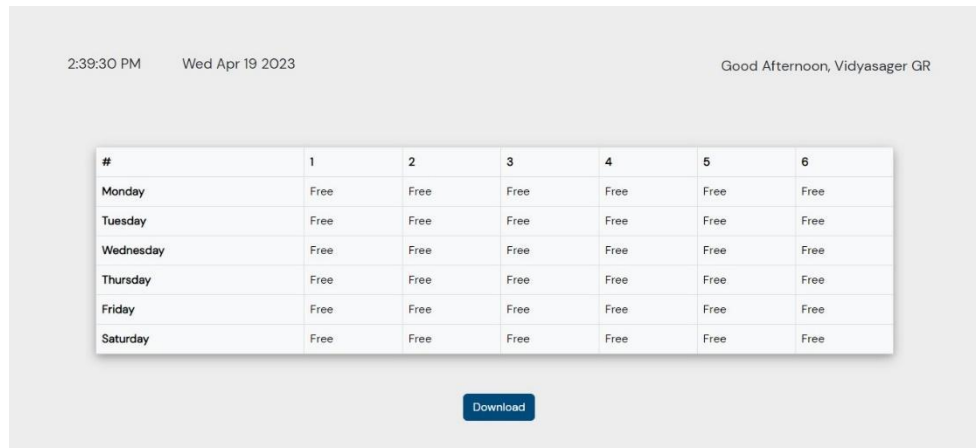 2:39:30 PM Wed Apr 19 2023 Good Afternoon, Vidyasager GR
# 1 2 3 4 5 6
Monday Free Free Free Free Free Free
Tuesday Free Free Free Free Free Free
Wednesday Free Free Free Free Free Free
Thursday Free Free Free Free Free Free
Friday Free Free Free Free Free Free
Saturday Free Free Free Free Free Free
Download